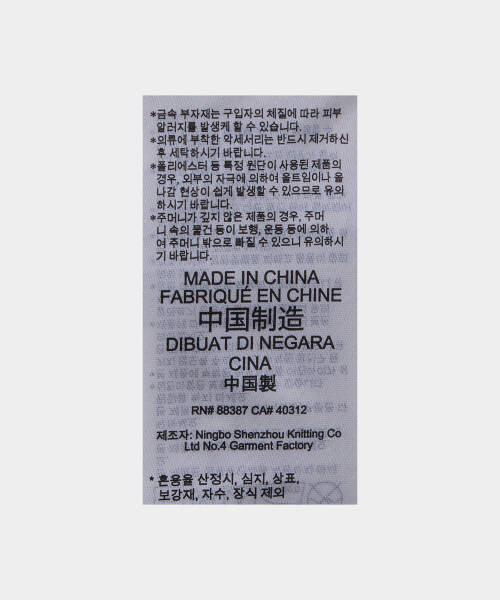 *금속 부자재는 구입자의 체질에 따라 피부
알러지를 발생케 할 수 있습니다.
*의류에 부착한 악세서리는 반드시 제거하신
후 세탁하시기 바랍니다.
*폴리에스터 등 특정 원단이 사용된 제품의
경우, 외부의 자극에 의하여 올트임이나 올
나감 현상이 쉽게 발생할 수 있으므로 유의
하시기 바랍니다.
*주머니가 깊지 않은 제품의 경우, 주머
니 속의 물건 등이 보행, 운동 등에 의하
여 주머니 밖으로 빠질 수 있으니 유의하시
기 바랍니다.
MADE IN CHINA
FABRIQUÉ EN CHINE
中国制造
DIBUAT DI NEGARA
CINA
中国製
RN# 88387 CA# 40312
제조자: Ningbo Shenzhou Knitting Co
Ltd No.4 Garment Factory
* 혼용율 산정시, 심지, 상표,
보강재, 자수, 장식 제외